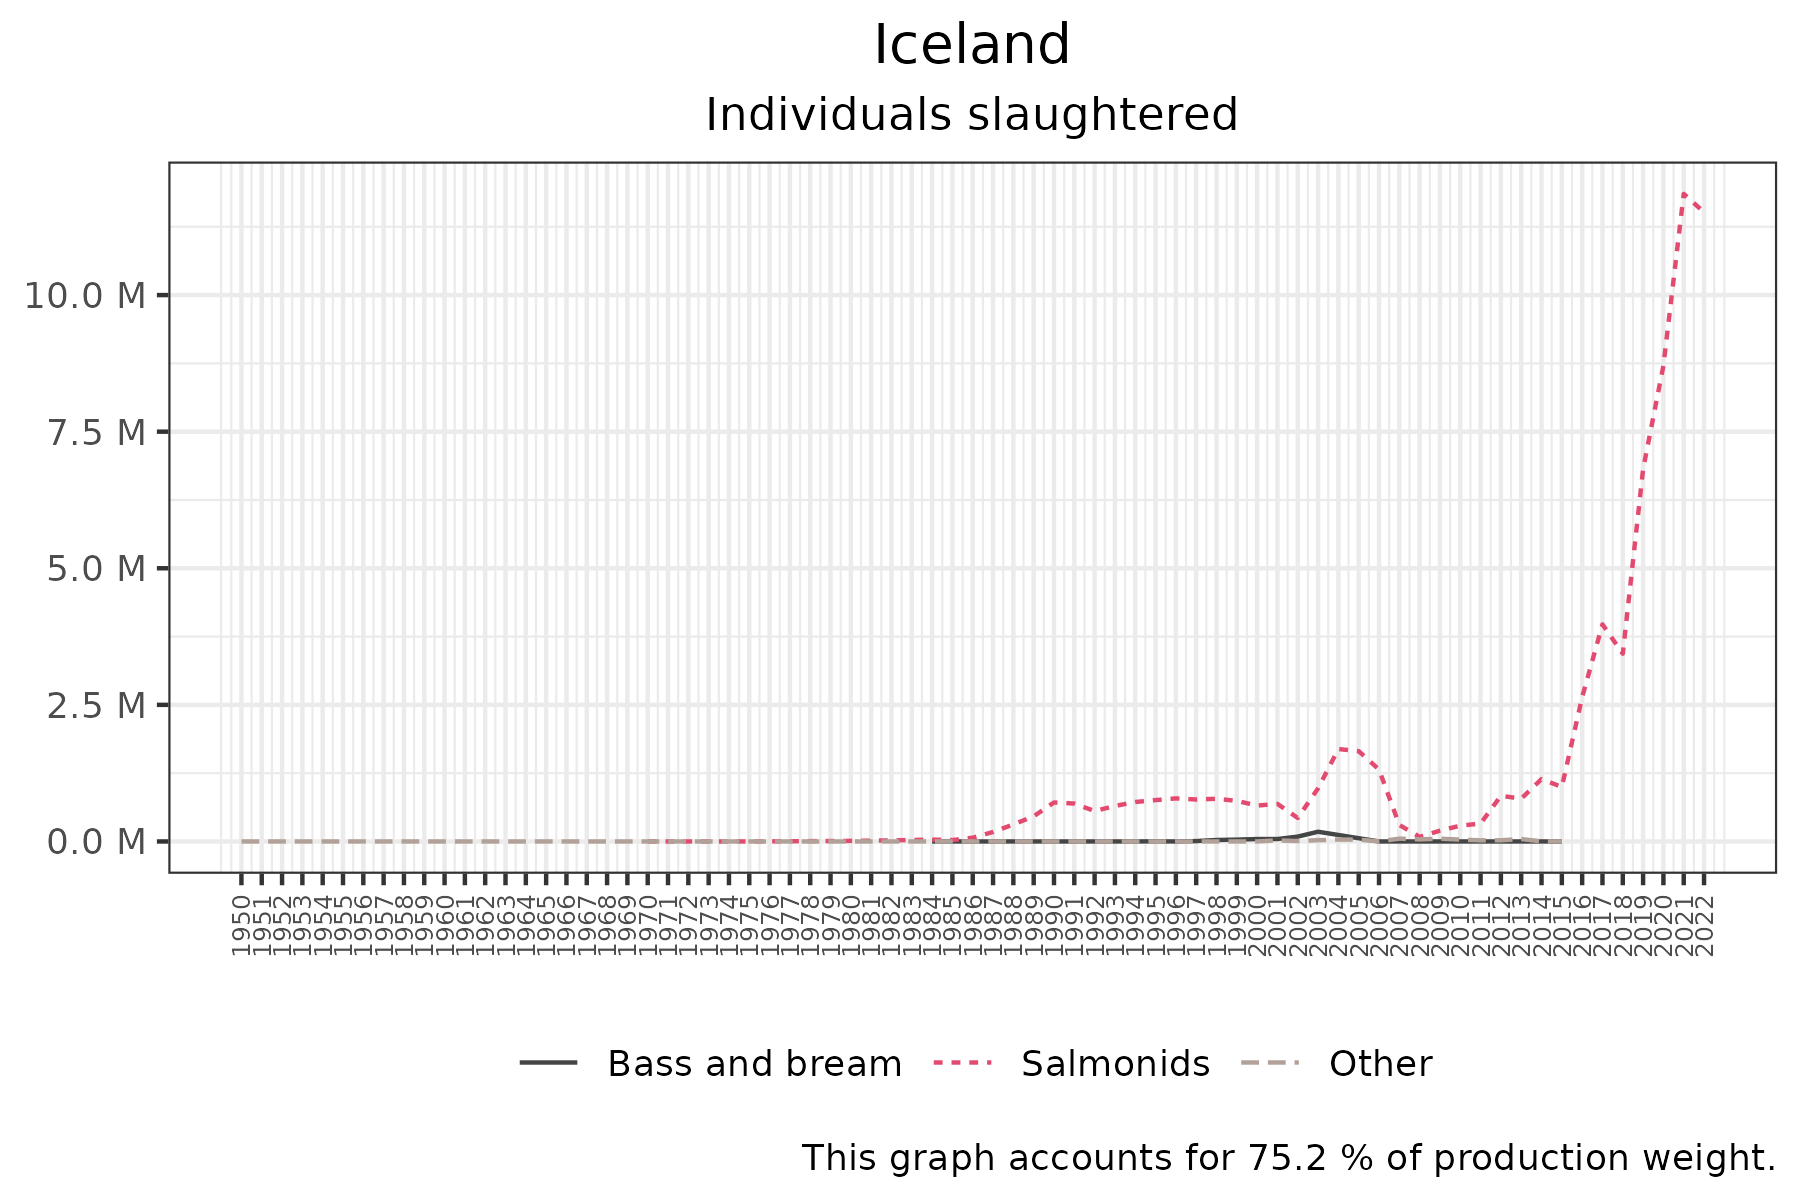 Iceland
Individuals slaughtered
10.0 M
7.5 M
5.0 M
2.5 M
0.0 M
1950 1951 1952 1953 1954 1955 1956 1957 1958 1959 1960 1961 1962 1963 1964 1965 1966 1967 1968 1969 1970 1971 1972 1973 1974 1975 1976 1977 1978 1979 1980 1981 1982 1983 1984 1985 1986 1987 1988 1989 1990 1991 1992 1993 1994 1995 1996 1997 1998 1999 2000 2001 2002 2003 2004 2005 2006 2007 2008 2009 2010 2011 2012 2013 2014 2015 2016 2017 2018 2019 2020 2021 2022
Bass and bream Salmonids Other
This graph accounts for 75.2 % of production weight.